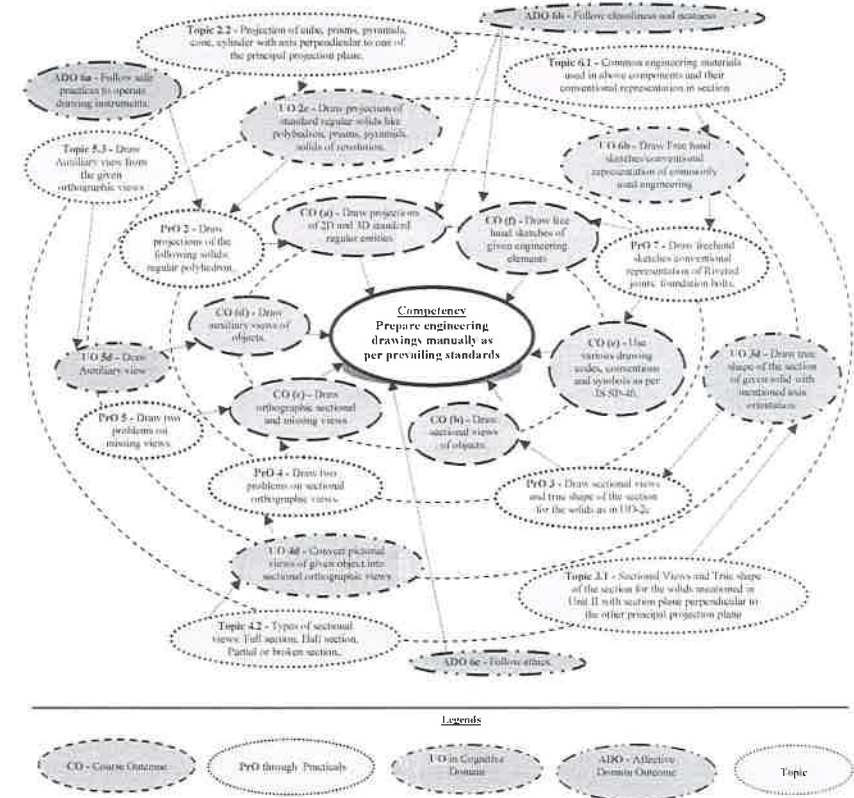 ADO 6b - Follow cleanliness and neatness
Topic 2.2 - Projection of cube, prisms, pyramids,
cone, cylinder with axis perpendicular to one of
the principal projection plane.
Topic 6.1 - Common engineering materials
used in above components and their
conventional representation in section
ADO 6a - Follow safe
practices to operate
drawing instruments.
UO 2c - Draw projection of
standard regular solids like
polyhedron, prisms, pyramids,
solids of revolution.
Topic 5.3 - Draw
Auxiliary view from
the given
orthographic views
UO 6b - Draw Free hand
sketches/conventional
representation of commonly
used engineering
PrO 2 - Draw
projections of the
following solids,
regular polyhedron.
CO (a) - Draw projections
of 2D and 3D standard
regular entities
CO (f) - Draw free
hand sketches of
given engineering
elements
PrO 7 - Draw freehand
sketches conventional
representation of Riveted
joints, foundation bolts.
CO (d) - Draw
auxiliary views of
objects.
Competency
Prepare engineering
drawings manually as
per prevailing standards
CO (e) - Use
various drawing
codes, conventions
and symbols as per
IS SP-46.
UO 3d - Draw true
shape of the section
of given solid with
mentioned axis
orientation.
UO 5d - Draw
Auxiliary view
CO (c) - Draw
orthographic sectional
and missing views
PrO 5 - Draw two
problems on
missing views.
CO (b) - Draw
sectional views
of objects.
PrO 4 - Draw two
problems on sectional
orthographic views.
PrO 3 - Draw sectional views
and true shape of the section
for the solids as in UO-2c
UO 4d - Convert pictorial
views of given object into
sectional orthographic views
Topic 3.1 - Sectional Views and True shape
of the section for the solids mentioned in
Unit II with section plane perpendicular to
the other principal projection plane
Topic 4.2 - Types of sectional
views: Full section, Half section,
Partial or broken section.
ADO 6e - Follow ethics.
Legends
CO - Course Outcome
PrO through Practicals
UO in Cognitive
Domain
ADO - Affective
Domain Outcome
Topic